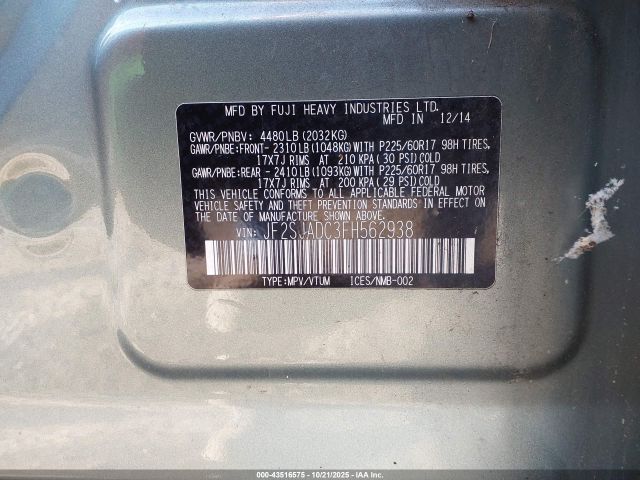 MFD BY FUJI HEAVY INDUSTRIES LTD.
MFD IN 12/14
GVWR/PNBV: 4480LB(2032KG)
GAWR/PNBE:FRONT- 2310LB(1048KG)WITH P225/60R17 98H TIRES,
17X7J RIMS AT 210 KPA(30 PSI)COLD
GAWR/PNBE:REAR - 2410LB(1093KG)WITH P225/60R17 98H TIRES,
17X7J RIMS AT 200 KPA(29 PSI)COLD
THIS VEHICLE CONFORMS TO ALL APPLICABLE FEDERAL MOTOR
VEHICLE SAFETY AND THEFT PREVENTION STANDARDS IN EFFECT
ON THE DATE OF MANUFACTURE SHOWN ABOVE.
VIN: JF2SJADC3FH562938
TYPE:MPV/VTUM ICES/NMB-002
000-43516575 - 10/21/2025 - IAA Inc.